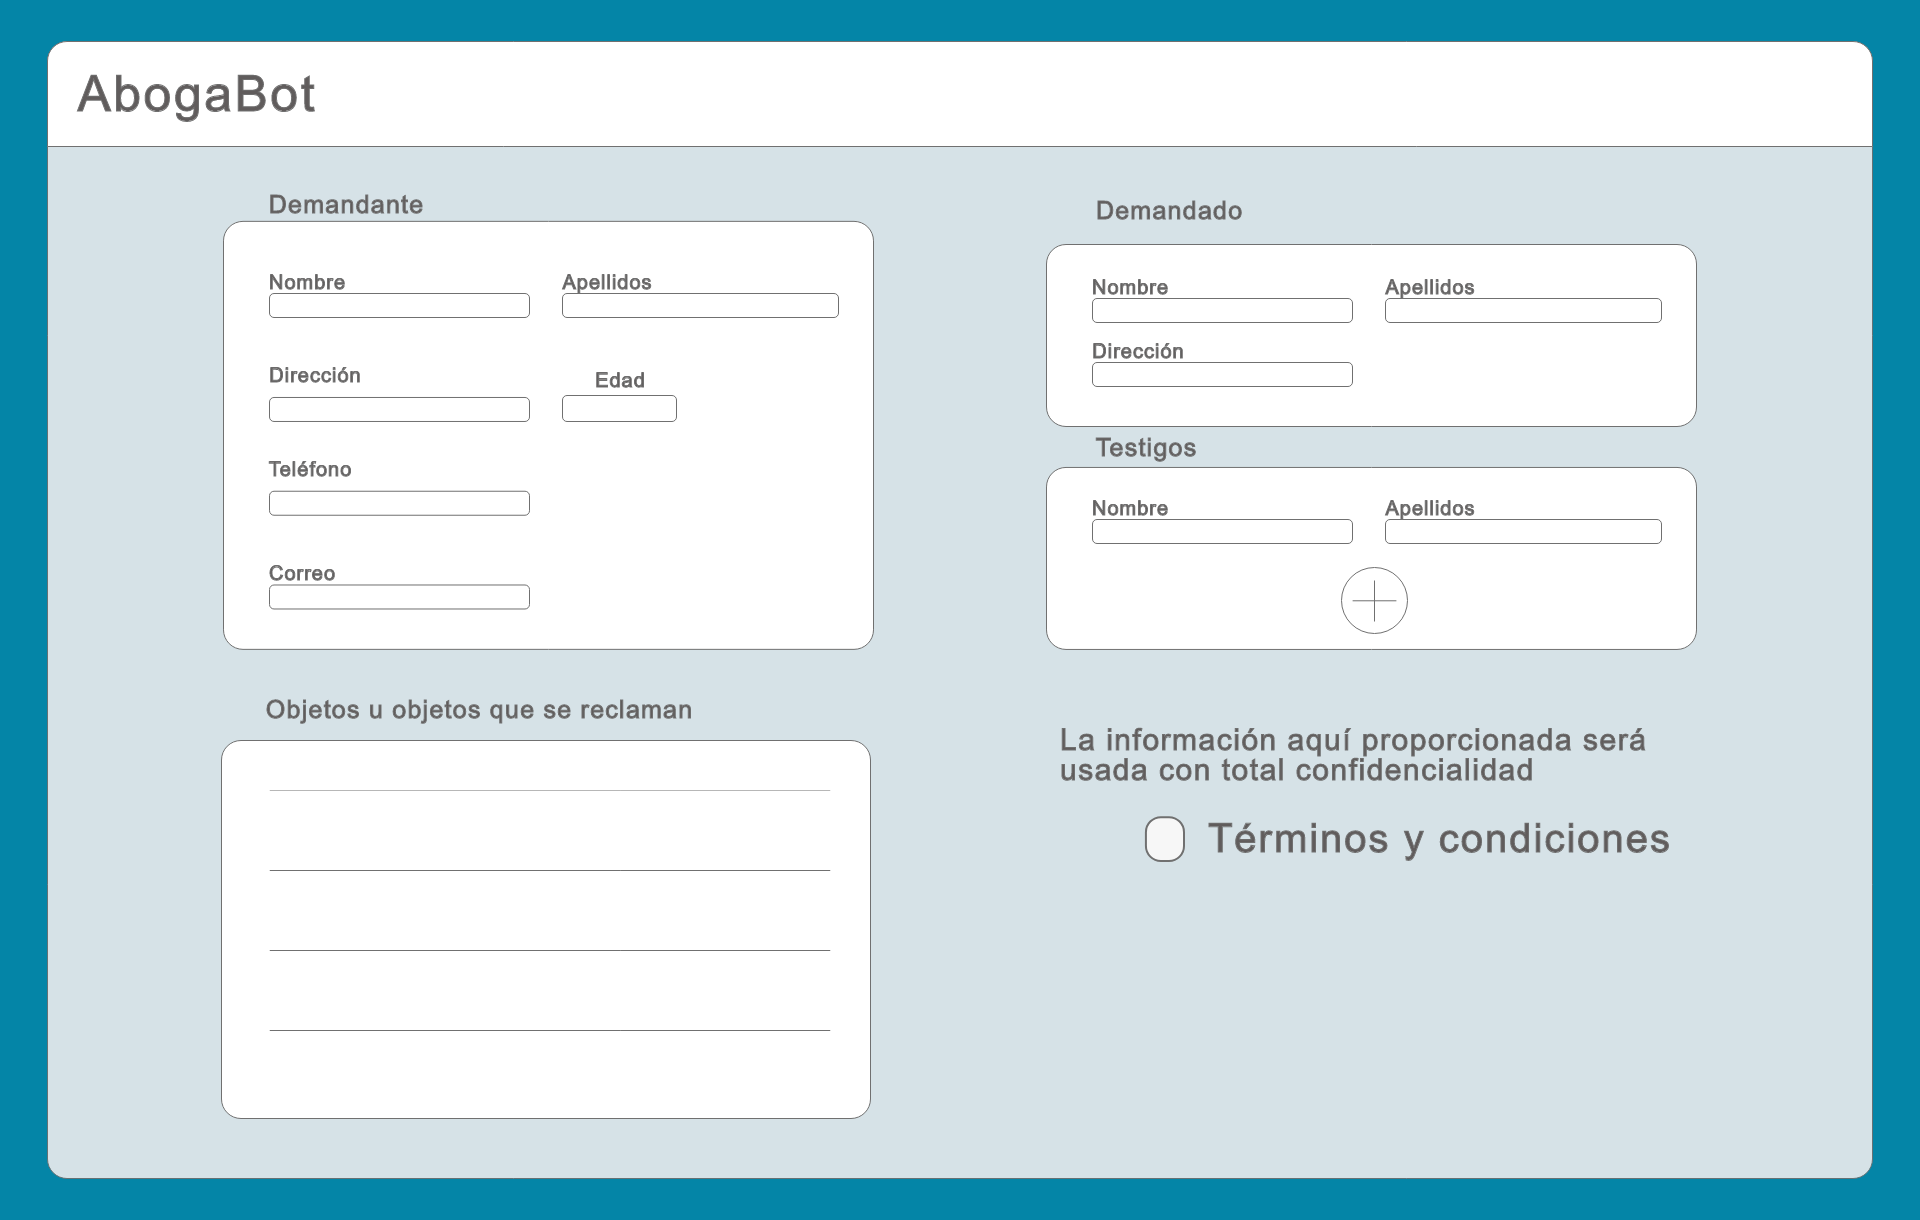 AbogaBot
Demandante
Nombre
Apellidos
Dirección
Edad
Teléfono
Correo
Demandado
Nombre
Apellidos
Dirección
Testigos
Nombre
Apellidos
Objetos u objetos que se reclaman
La información aquí proporcionada será
usada con total confidencialidad
Términos y condiciones